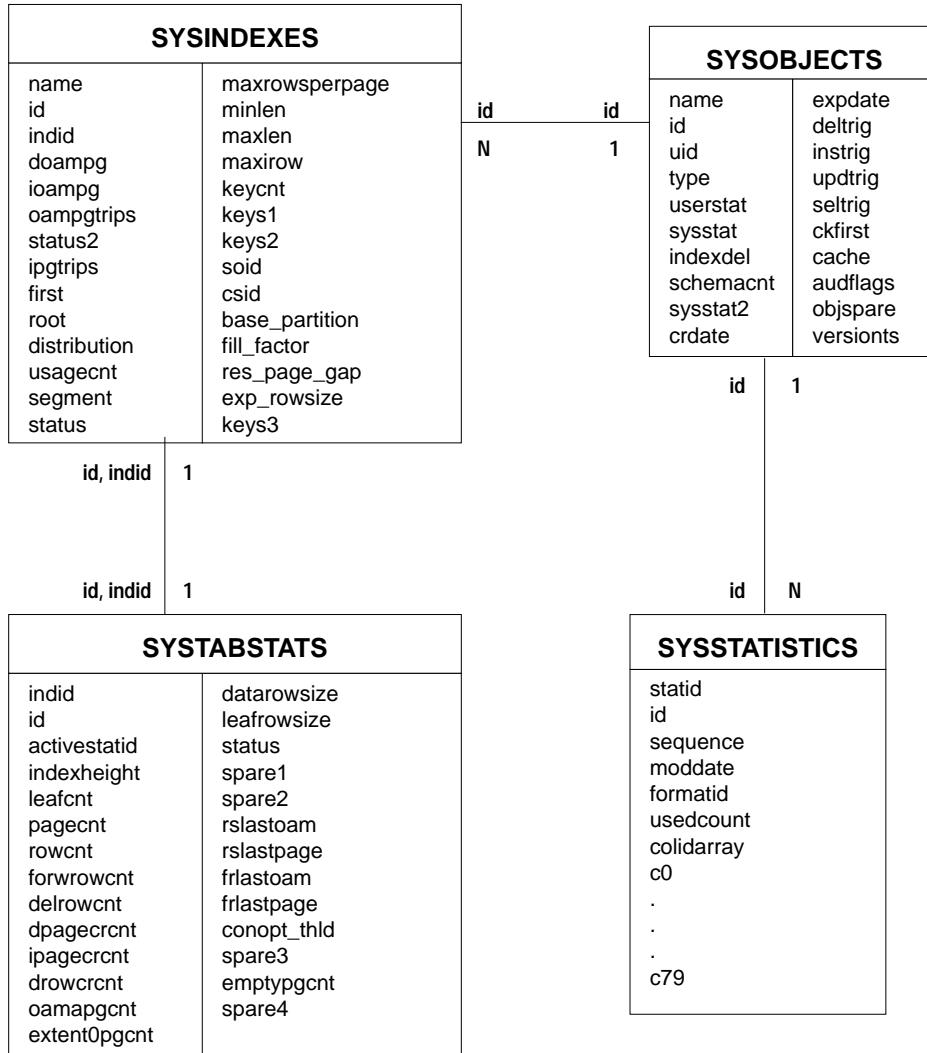 SYSINDEXES
name
id
indid
doampg
ioampg
oampgtrips
status2
ipgtrips
first
root
distribution
usagecnt
segment
status
maxrowsperpage
minlen
maxlen
maxirow
keycnt
keys1
keys2
soid
csid
base_partition
fill_factor
res_page_gap
exp_rowsize
keys3
id id
N 1
SYSOBJECTS
name
id
uid
type
userstat
sysstat
indexdel
schemacnt
sysstat2
crdate
expdate
deltrig
instrig
updtrig
seltrig
ckfirst
cache
audflags
objspare
versionts
id, indid 1
id, indid 1
id 1
id N
SYSTABSTATS
indid
id
activestatid
indexheight
leafcnt
pagecnt
rowcnt
forwrowcnt
delrowcnt
dpagecrcnt
ipagecrcnt
drowcrcnt
oamapgcnt
extent0pgcnt
datarowsize
leafrowsize
status
spare1
spare2
rslastoam
rslastpage
frlastoam
frlastpage
conopt_thld
spare3
emptypgcnt
spare4
SYSSTATISTICS
statid
id
sequence
moddate
formatid
usedcount
colidarray
c0
.
.
.
c79